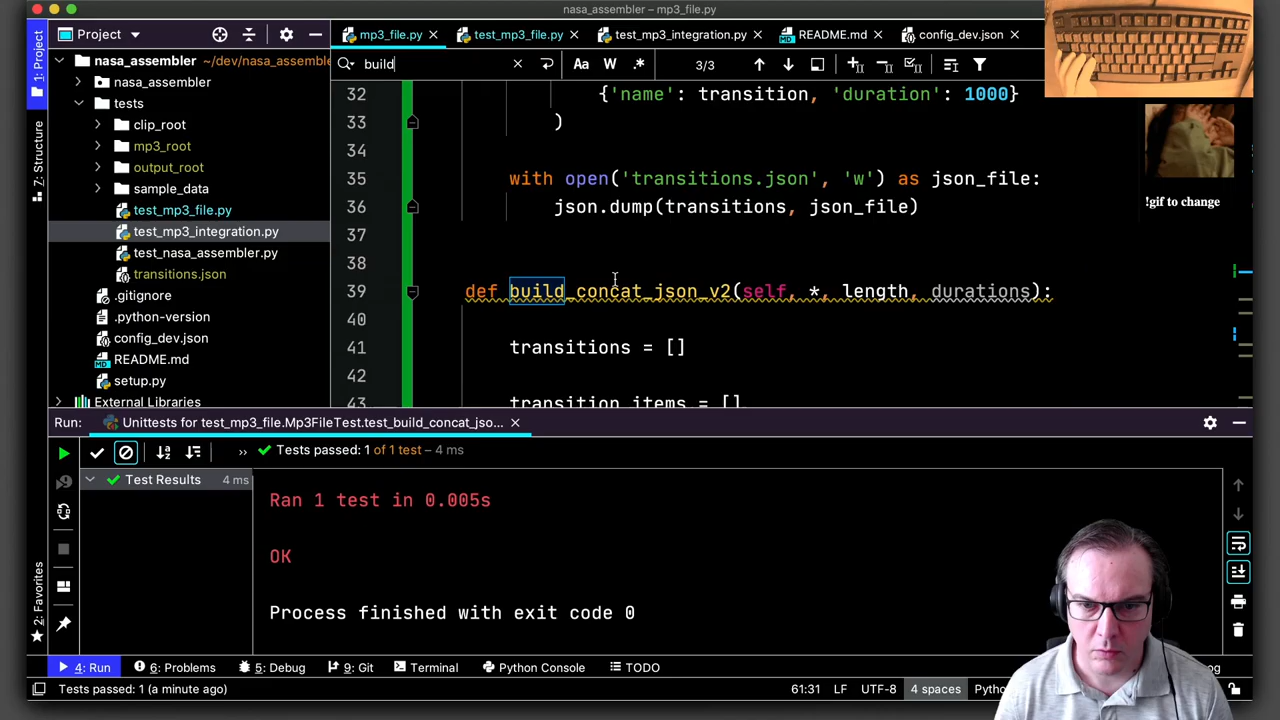 nasa_assembler – mp3_file.py
Project
mp3_file.py
test_mp3_file.py
test_mp3_integration.py
README.md
config_dev.json
1: Project
7: Structure
2: Favorites
nasa_assembler ~/dev/nasa_assemble
nasa_assembler
tests
clip_root
mp3_root
output_root
sample_data
test_mp3_file.py
test_mp3_integration.py
test_nasa_assembler.py
transitions.json
.gitignore
.python-version
config_dev.json
README.md
setup.py
External Libraries
build
Aa W .* 3/3
32 {'name': transition, 'duration': 1000}
33 )
34
35 with open('transitions.json', 'w') as json_file:
36 json.dump(transitions, json_file)
37
38
39 def build_concat_json_v2(self, *, length, durations):
40
41 transitions = []
42
43 transition_items = []
!gif to change
Run: Unittests for test_mp3_file.Mp3FileTest.test_build_concat_jso...
Tests passed: 1 of 1 test – 4 ms
Test Results 4 ms
Ran 1 test in 0.005s
OK
Process finished with exit code 0
4: Run
6: Problems
5: Debug
9: Git
Terminal
Python Console
TODO
Tests passed: 1 (a minute ago)
61:31 LF UTF-8 4 spaces